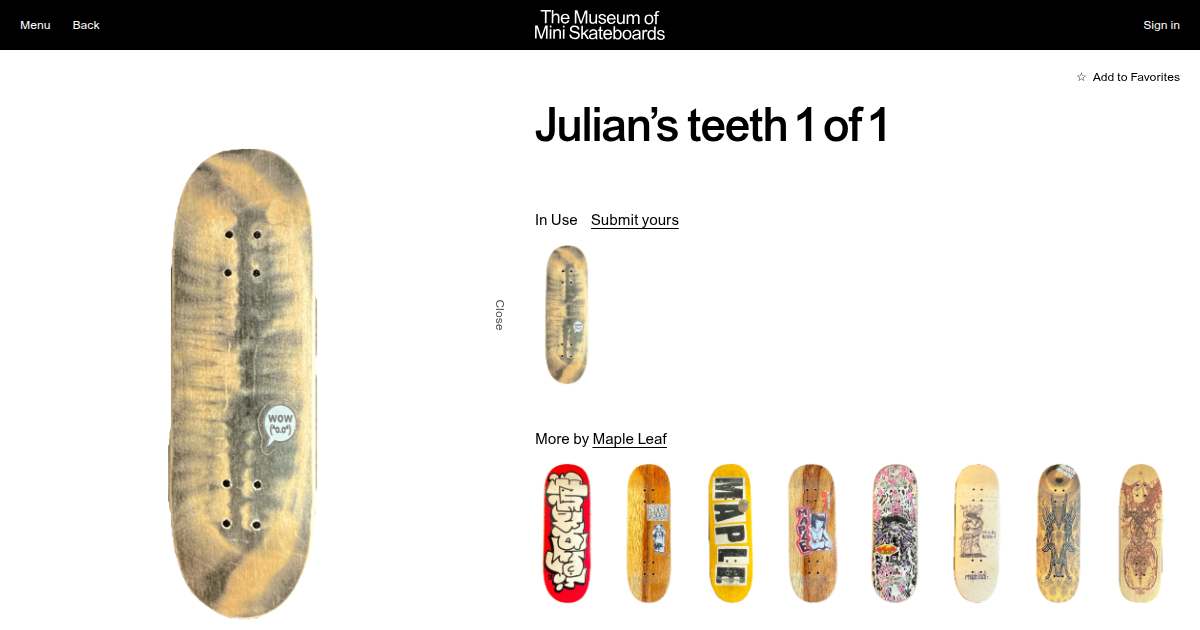 Menu
Back
The Museum of
Mini Skateboards
Sign in
☆ Add to Favorites
Julian’s teeth 1 of 1
In Use
Submit yours
Close
WOW
(°o.o°)
More by Maple Leaf
MAPLE